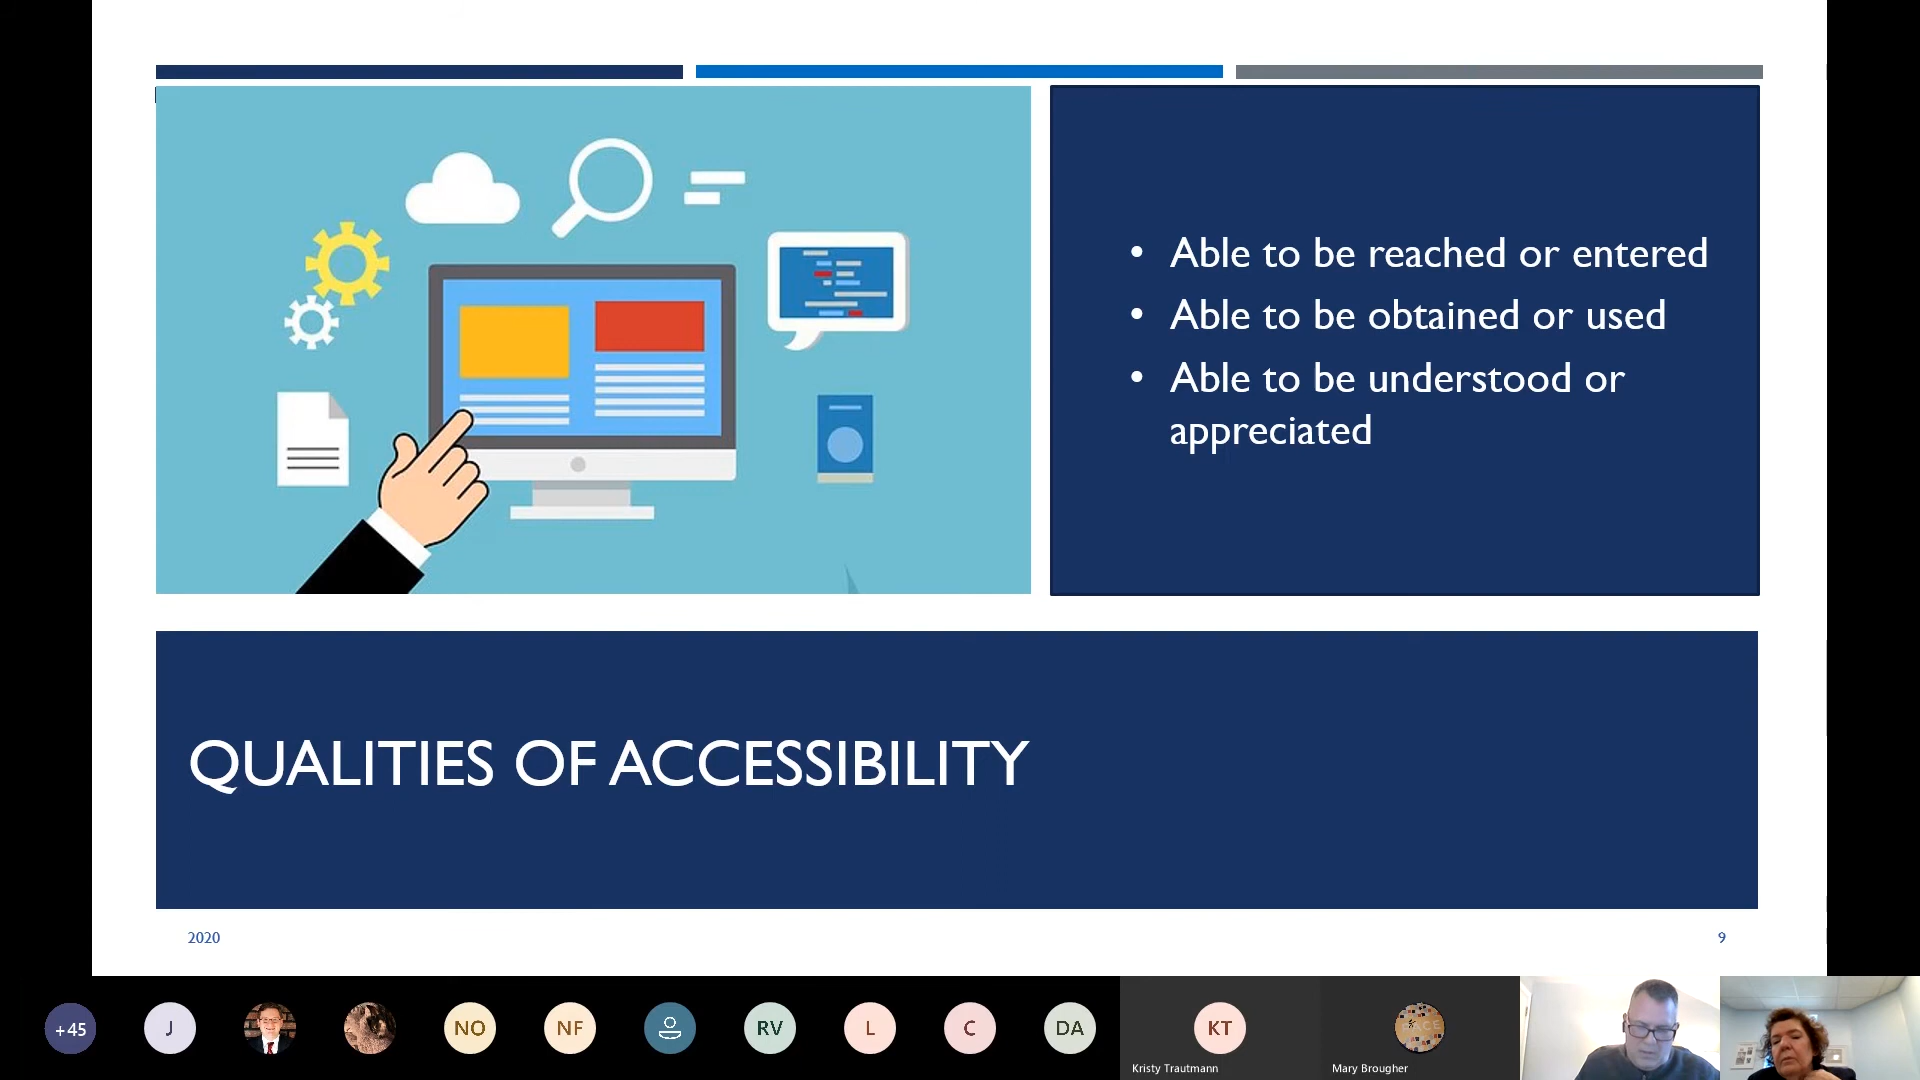 • Able to be reached or entered
• Able to be obtained or used
• Able to be understood or
appreciated
QUALITIES OF ACCESSIBILITY
2020
9
+45
J
NO
NF
RV
L
C
DA
KT
PACE
Kristy Trautmann
Mary Brougher